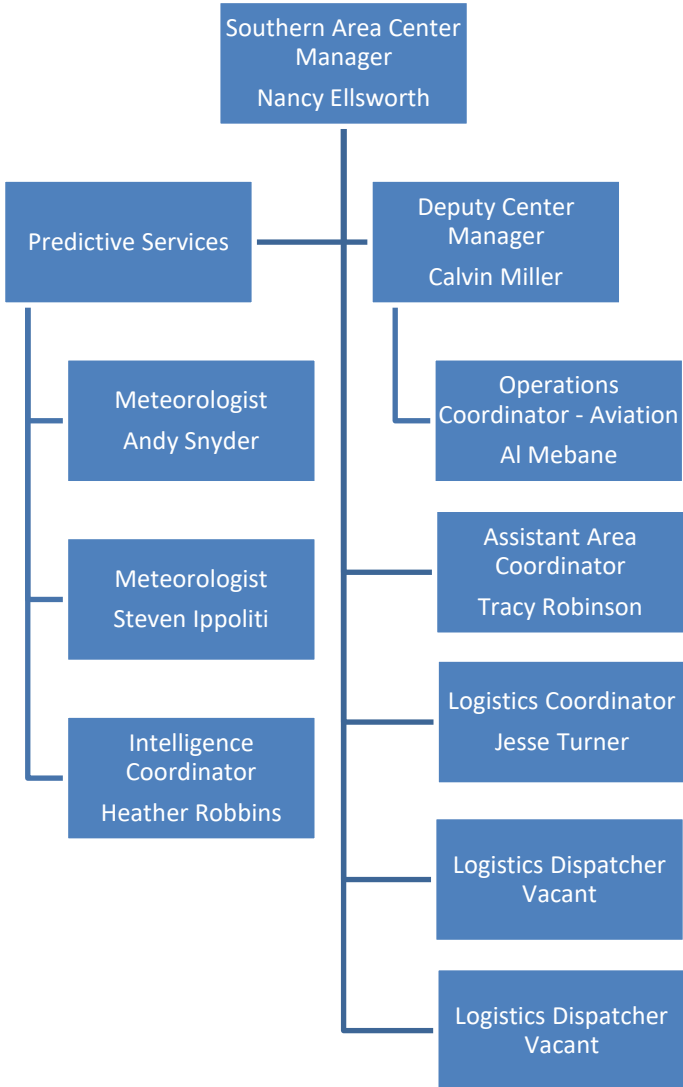 Southern Area Center
Manager
Nancy Ellsworth
Predictive Services
Deputy Center
Manager
Calvin Miller
Meteorologist
Andy Snyder
Meteorologist
Steven Ippoliti
Intelligence
Coordinator
Heather Robbins
Operations
Coordinator - Aviation
Al Mebane
Assistant Area
Coordinator
Tracy Robinson
Logistics Coordinator
Jesse Turner
Logistics Dispatcher
Vacant
Logistics Dispatcher
Vacant